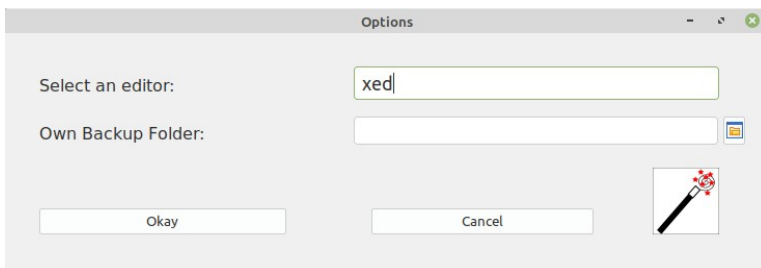 Options
Select an editor:
xed
Own Backup Folder:
Okay
Cancel